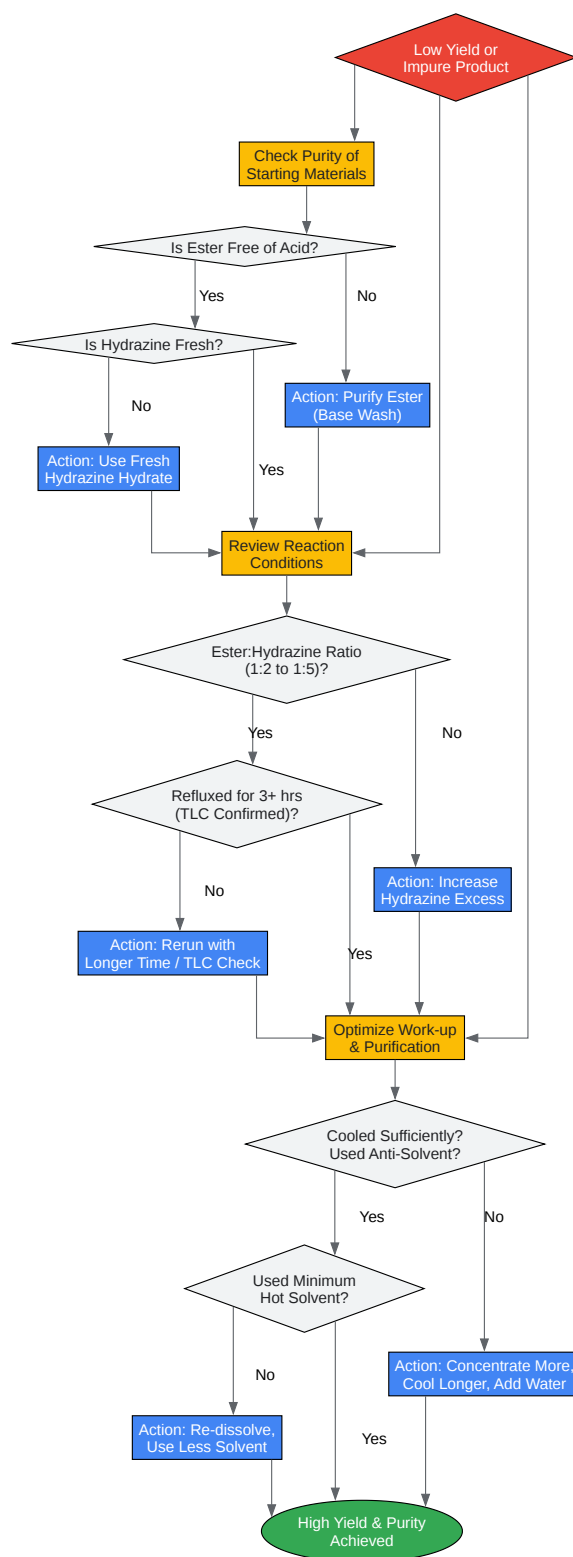 Low Yield or
Impure Product
Check Purity of
Starting Materials
Is Ester Free of Acid?
Yes
No
Is Hydrazine Fresh?
Action: Purify Ester
(Base Wash)
No
Action: Use Fresh
Hydrazine Hydrate
Yes
Review Reaction
Conditions
Ester:Hydrazine Ratio
(1:2 to 1:5)?
Yes
No
Refluxed for 3+ hrs
(TLC Confirmed)?
Action: Increase
Hydrazine Excess
No
Action: Rerun with
Longer Time / TLC Check
Yes
Optimize Work-up
& Purification
Cooled Sufficiently?
Used Anti-Solvent?
Yes
No
Used Minimum
Hot Solvent?
Action: Concentrate More,
Cool Longer, Add Water
No
Action: Re-dissolve,
Use Less Solvent
Yes
High Yield & Purity
Achieved